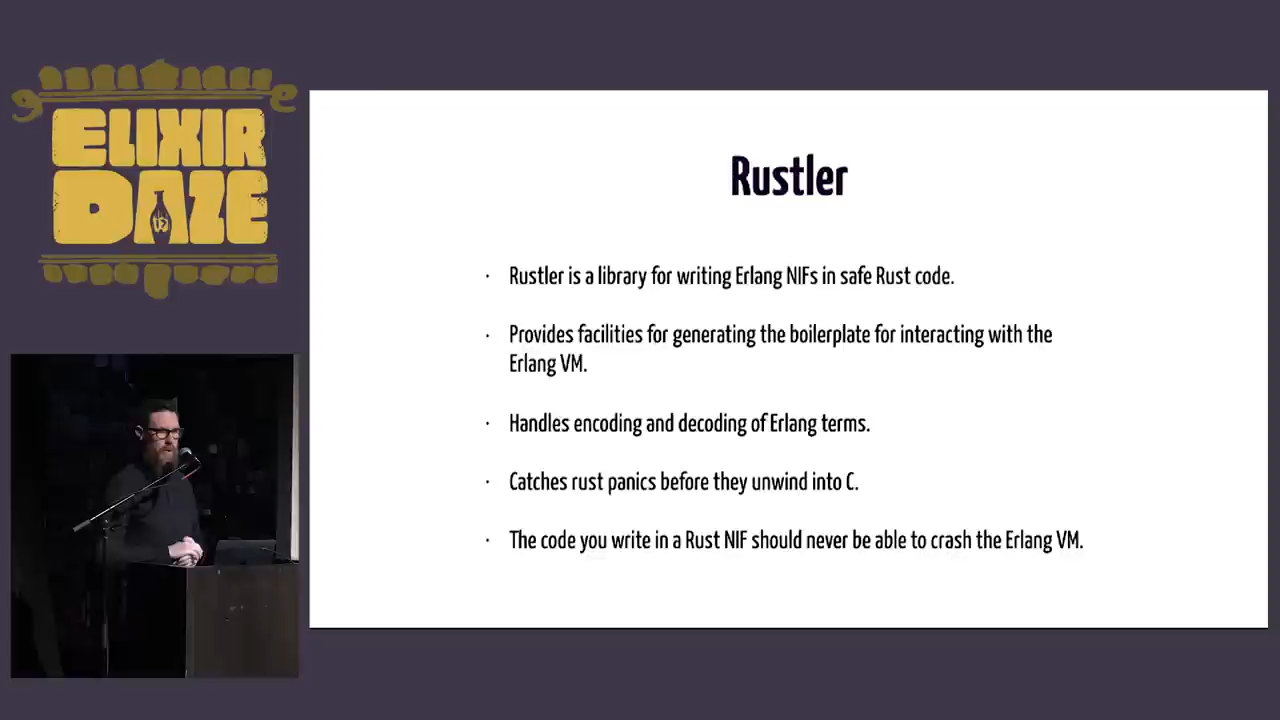 ELIXIR
DAZE
Rustler
· Rustler is a library for writing Erlang NIFs in safe Rust code.
· Provides facilities for generating the boilerplate for interacting with the
Erlang VM.
· Handles encoding and decoding of Erlang terms.
· Catches rust panics before they unwind into C.
· The code you write in a Rust NIF should never be able to crash the Erlang VM.